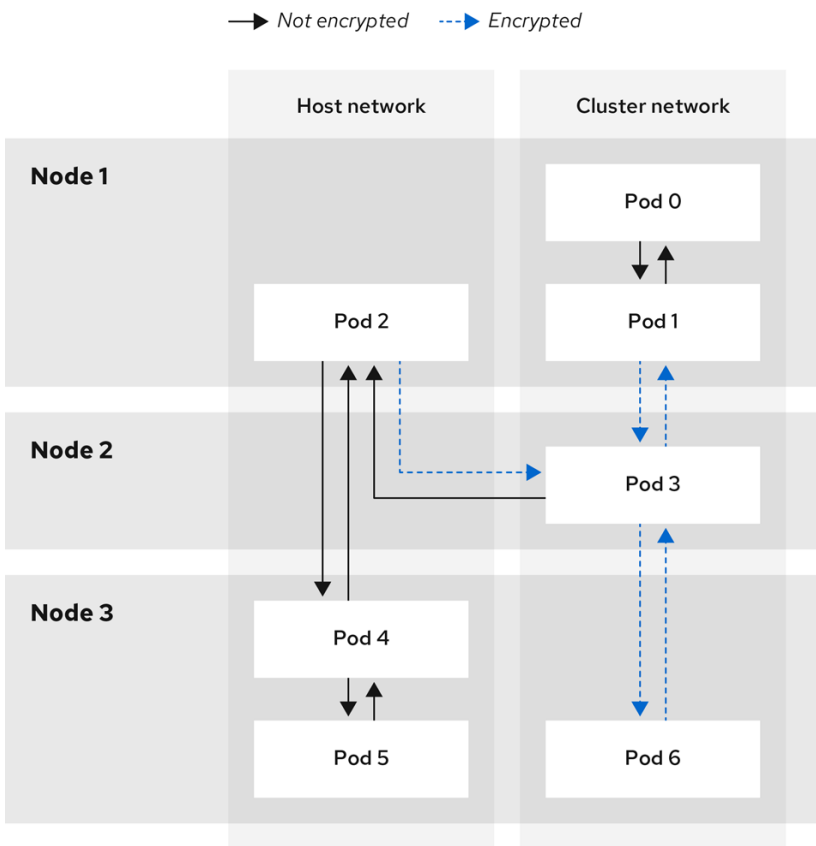 Not encrypted
Encrypted
Host network
Cluster network
Node 1
Pod 0
Pod 2
Pod 1
Node 2
Pod 3
Node 3
Pod 4
Pod 5
Pod 6